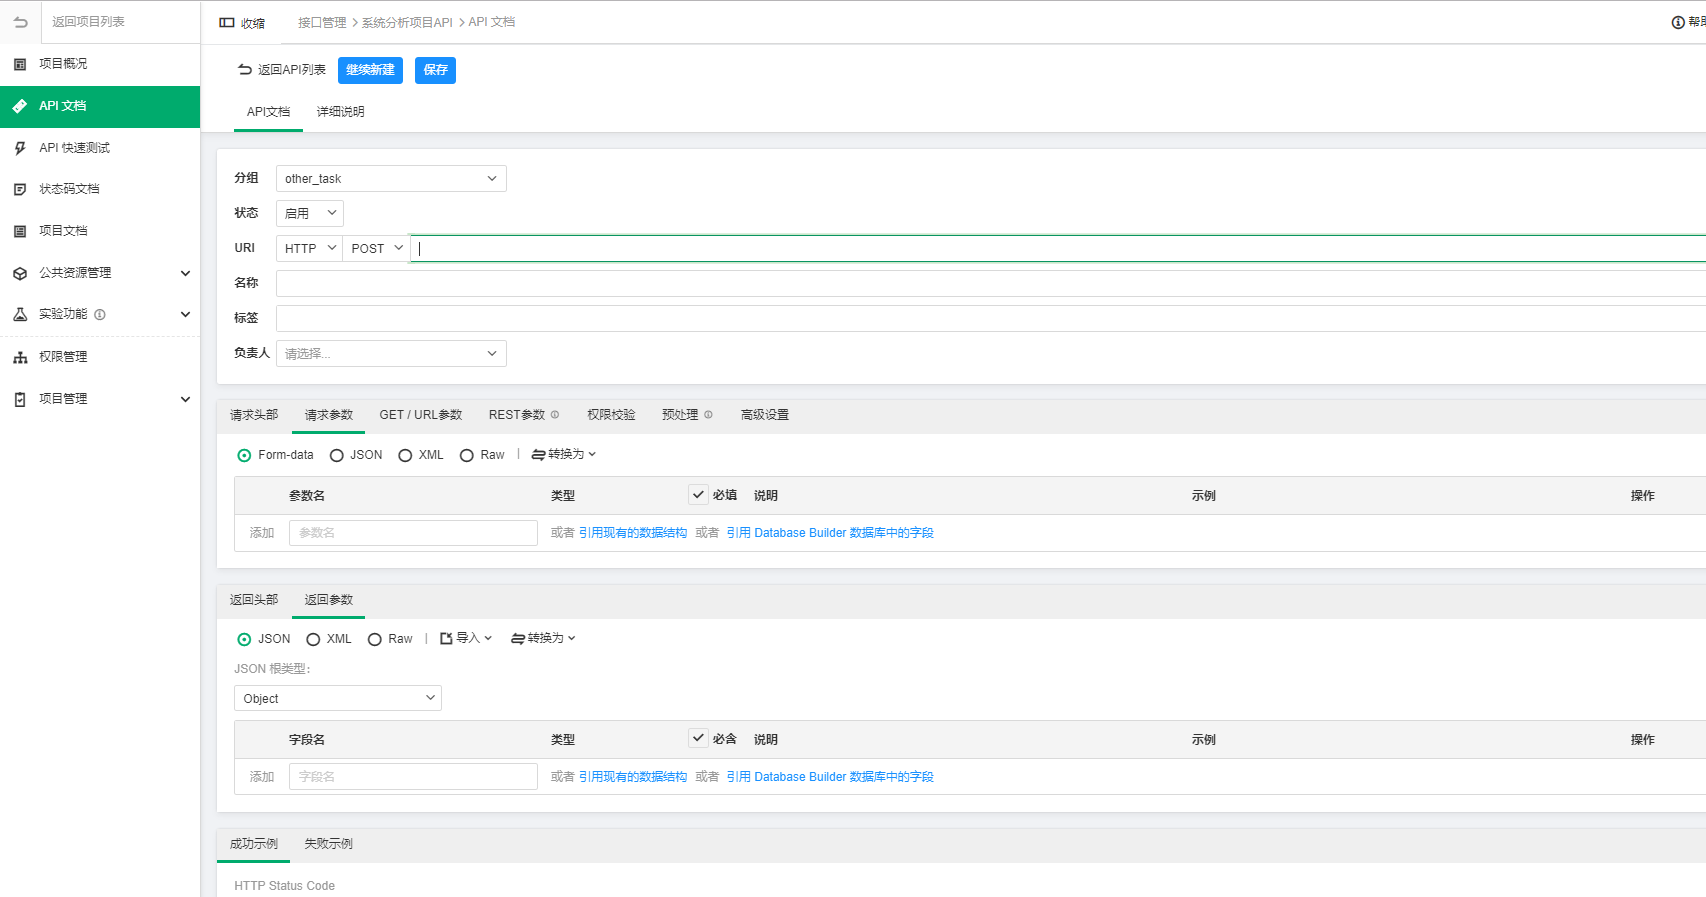 返回项目列表
收缩
接口管理 > 系统分析项目API > API 文档
项目概况
API 文档
API 快速测试
状态码文档
项目文档
公共资源管理
实验功能
权限管理
项目管理
返回API列表 继续新建 保存
API文档 详细说明
分组 other_task
状态 启用
URI HTTP POST
名称
标签
负责人 请选择...
请求头部 请求参数 GET / URL参数 REST参数 权限校验 预处理 高级设置
Form-data JSON XML Raw | 转换为
参数名 类型 必填 说明 示例 操作
添加 参数名 或者 引用现有的数据结构 或者 引用 Database Builder 数据库中的字段
返回头部 返回参数
JSON XML Raw | 导入 转换为
JSON 根类型:
Object
字段名 类型 必含 说明 示例 操作
添加 字段名 或者 引用现有的数据结构 或者 引用 Database Builder 数据库中的字段
成功示例 失败示例
HTTP Status Code